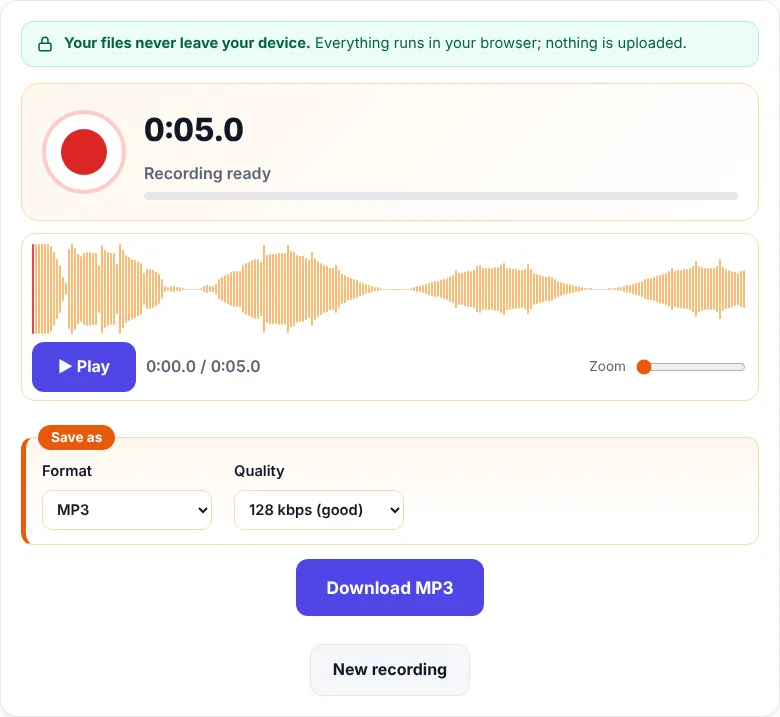 Your files never leave your device. Everything runs in your browser; nothing is uploaded.
0:05.0
Recording ready
Play
0:00.0 / 0:05.0
Zoom
Save as
Format
Quality
MP3
128 kbps (good)
Download MP3
New recording